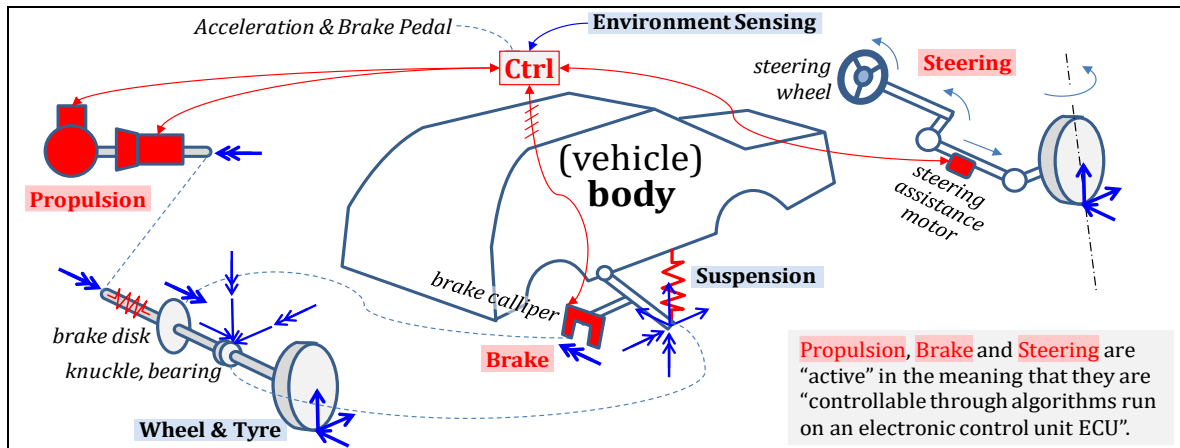 Acceleration & Brake Pedal
Environment Sensing
Ctrl
steering
wheel
Steering
(vehicle)
body
Propulsion
steering
assistance
motor
Suspension
brake calliper
brake disk
Brake
knuckle, bearing
Wheel & Tyre
Propulsion, Brake and Steering are
“active” in the meaning that they are
“controllable through algorithms run
on an electronic control unit ECU”.